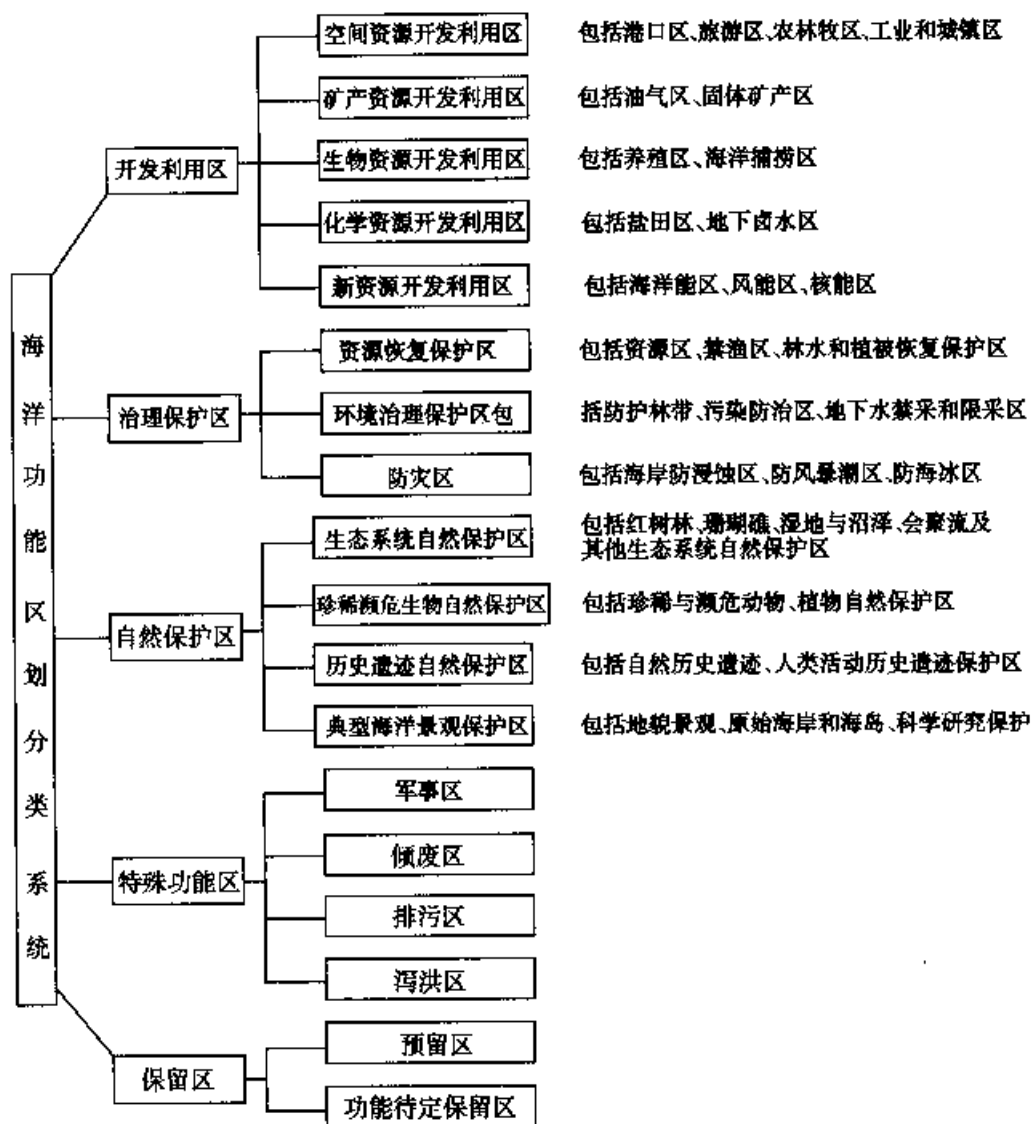 空间资源开发利用区 包括港口区、旅游区、农林牧区、工业和城镇区
矿产资源开发利用区 包括油气区、固体矿产区
开发利用区
生物资源开发利用区 包括养殖区、海洋捕捞区
化学资源开发利用区 包括盐田区、地下卤水区
新资源开发利用区 包括海洋能区、风能区、核能区
海洋功能区划分类系统
资源恢复保护区 包括资源区、禁渔区、林水和植被恢复保护区
治理保护区
环境治理保护区包 括防护林带、污染防治区、地下水禁采和限采区
防灾区 包括海岸防浸蚀区、防风暴潮区、防海冰区
生态系统自然保护区 包括红树林、珊瑚礁、湿地与沼泽、会聚流及
其他生态系统自然保护区
珍稀濒危生物自然保护区 包括珍稀与濒危动物、植物自然保护区
自然保护区
历史遗迹自然保护区 包括自然历史遗迹、人类活动历史遗迹保护区
典型海洋景观保护区 包括地貌景观、原始海岸和海岛、科学研究保护
军事区
倾废区
特殊功能区
排污区
泻洪区
预留区
保留区
功能待定保留区